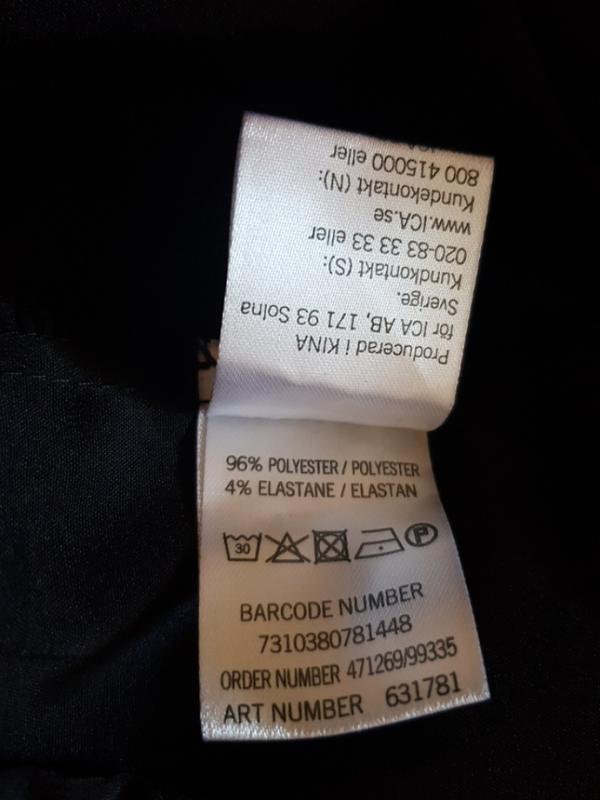 Producerad i KINA
för ICA AB, 171 93 Solna
Sverige.
Kundkontakt (S):
020-83 33 33 eller
www.ICA.se
Kundekontakt (N):
800 415000 eller
96% POLYESTER / POLYESTER
4% ELASTANE / ELASTAN
30 P
BARCODE NUMBER
7310380781448
ORDER NUMBER 471269/99335
ART NUMBER 631781